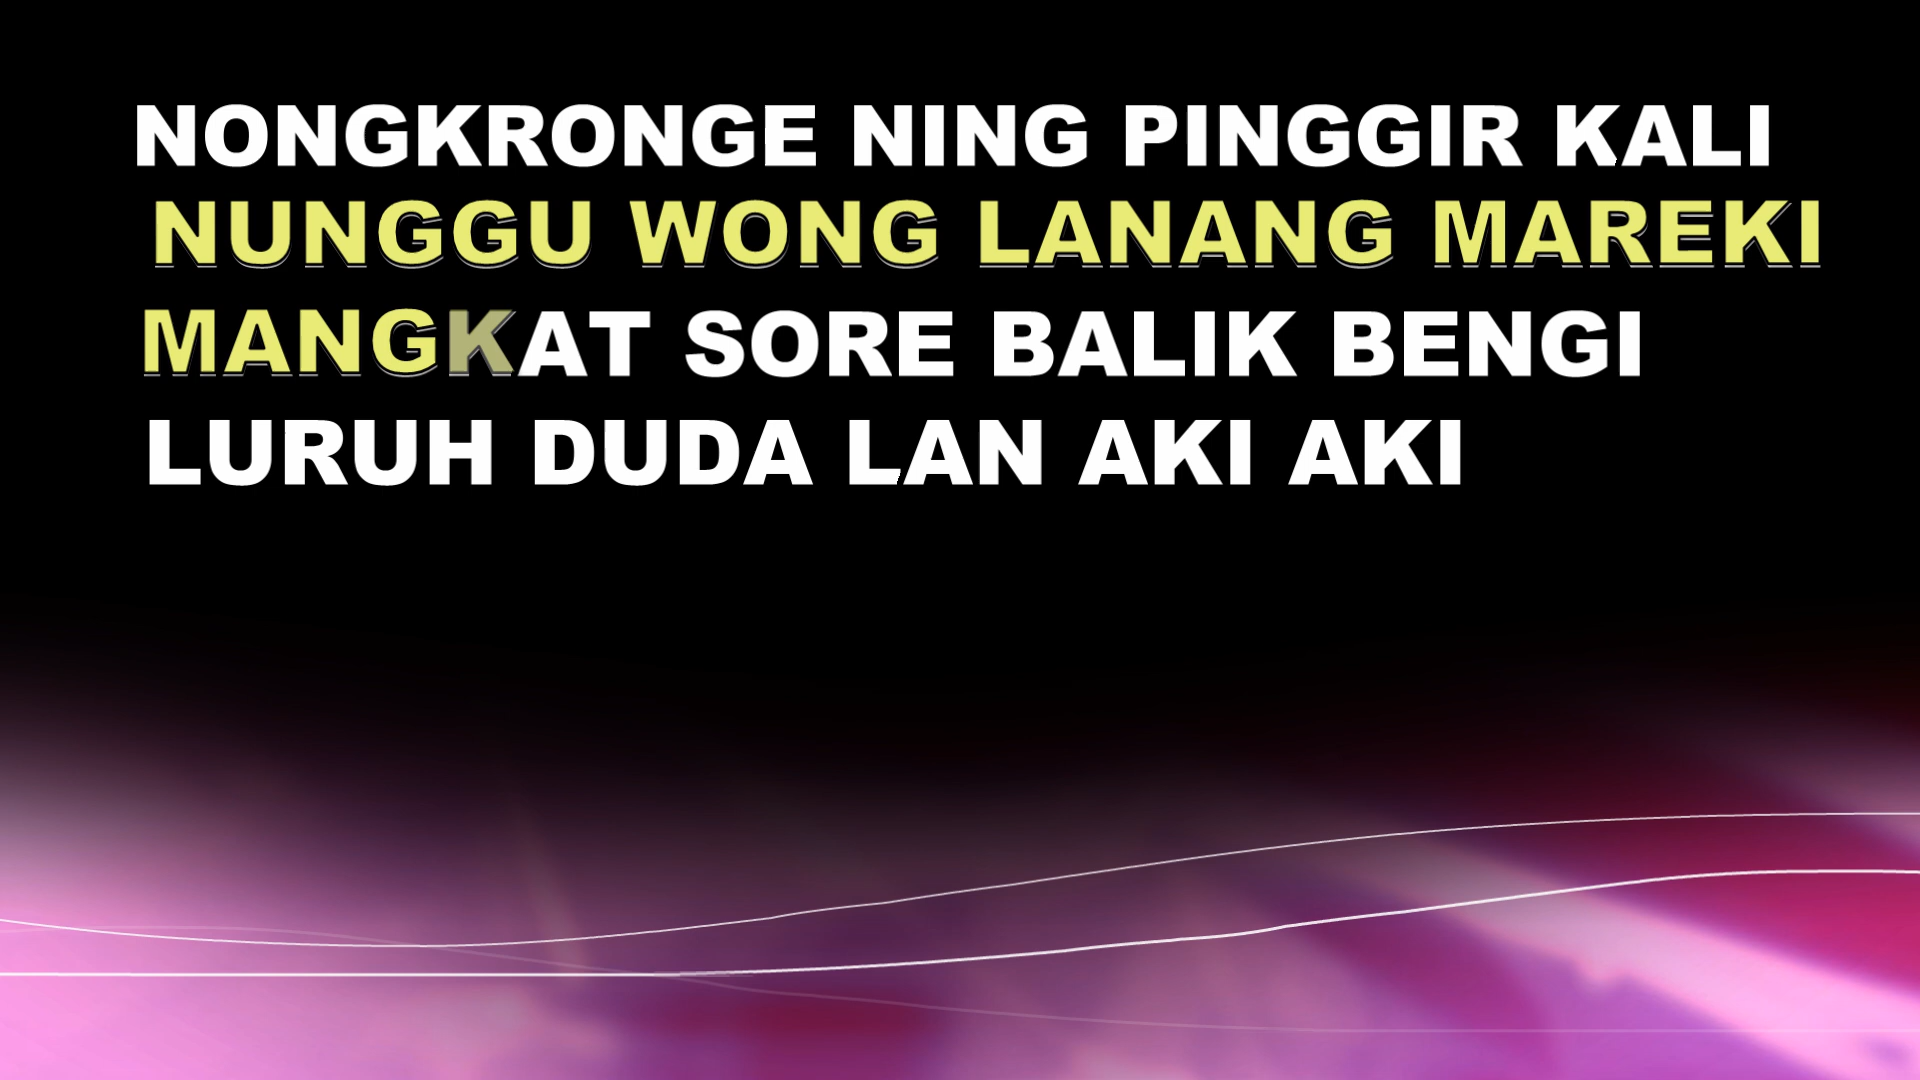 NONGKRONGE NING PINGGIR KALI
NUNGGU WONG LANANG MAREKI
MANGKAT SORE BALIK BENGI
LURUH DUDA LAN AKI AKI